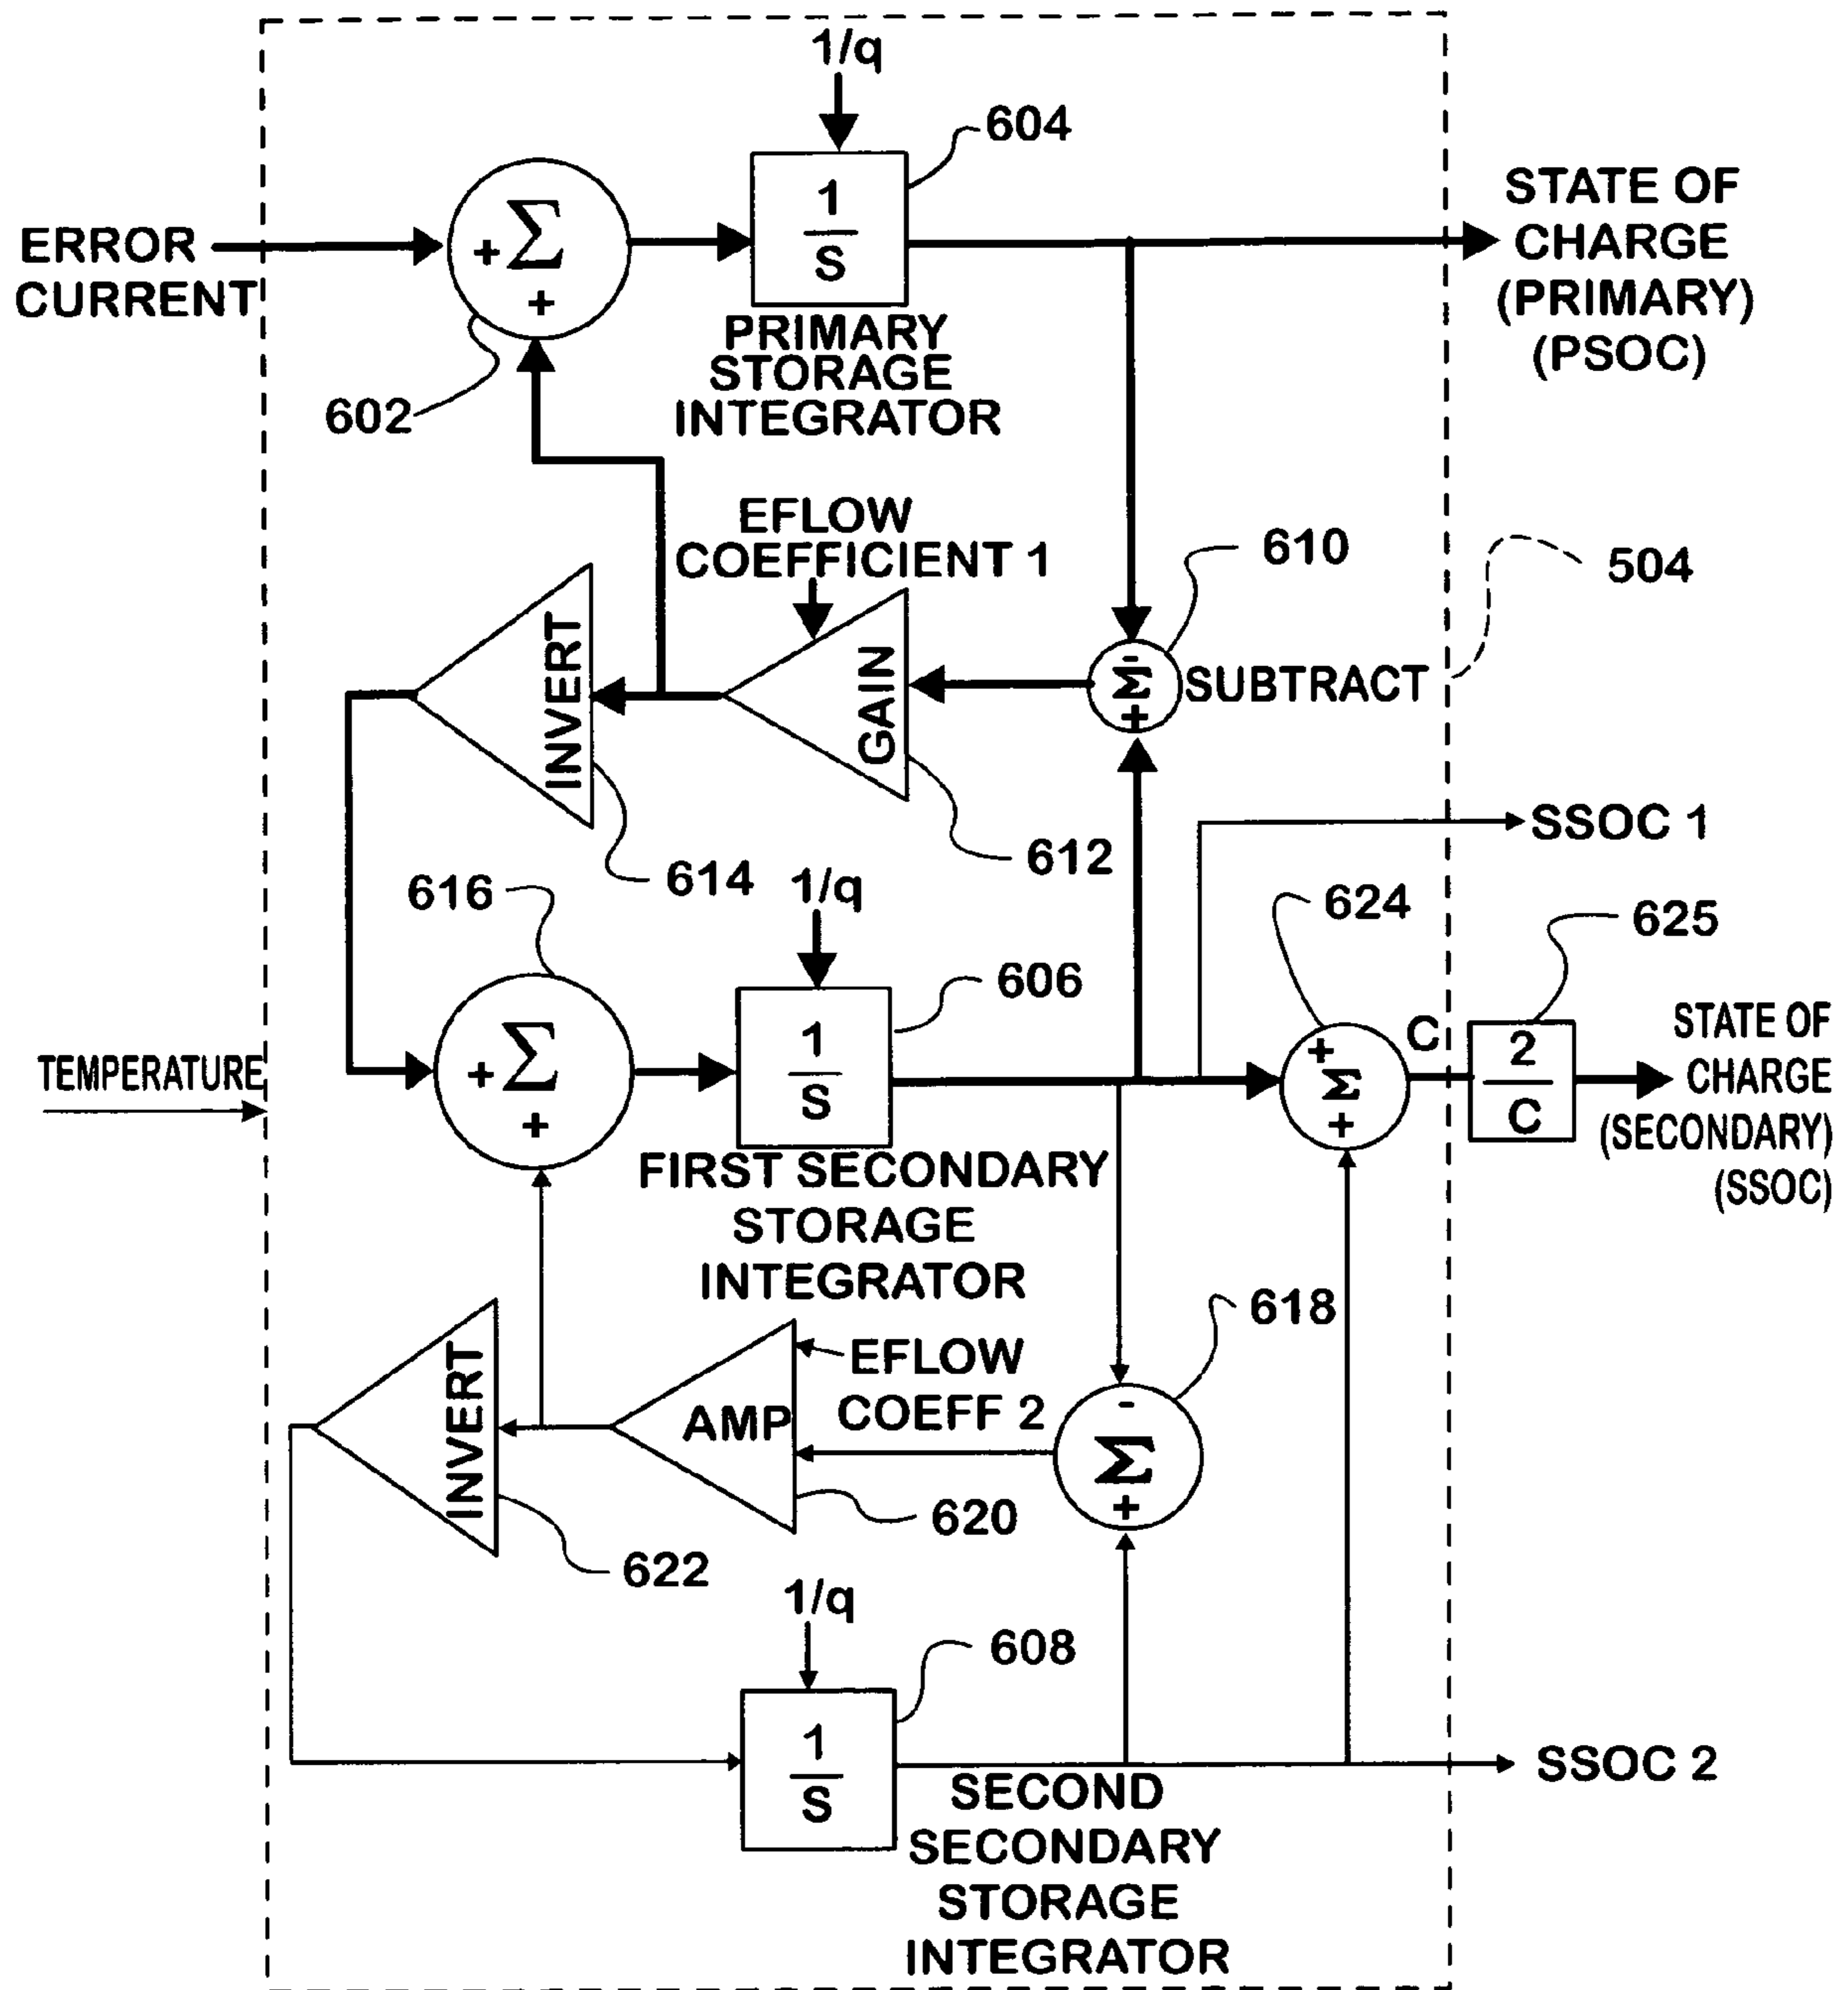 1/q
604
ERROR
CURRENT
+ Σ
+
1
S
STATE OF
CHARGE
(PRIMARY)
(PSOC)
602
PRIMARY
STORAGE
INTEGRATOR
EFLOW
COEFFICIENT 1
610
504
INVERT
GAIN
-
Σ
+
SUBTRACT
614
612
SSOC 1
616
1/q
606
624
625
TEMPERATURE
+ Σ
+
1
S
+
Σ
+
C
2
C
STATE OF
CHARGE
(SECONDARY)
(SSOC)
FIRST SECONDARY
STORAGE
INTEGRATOR
618
INVERT
AMP
EFLOW
COEFF 2
-
Σ
+
620
622
1/q
608
1
S
SSOC 2
SECOND
SECONDARY
STORAGE
INTEGRATOR